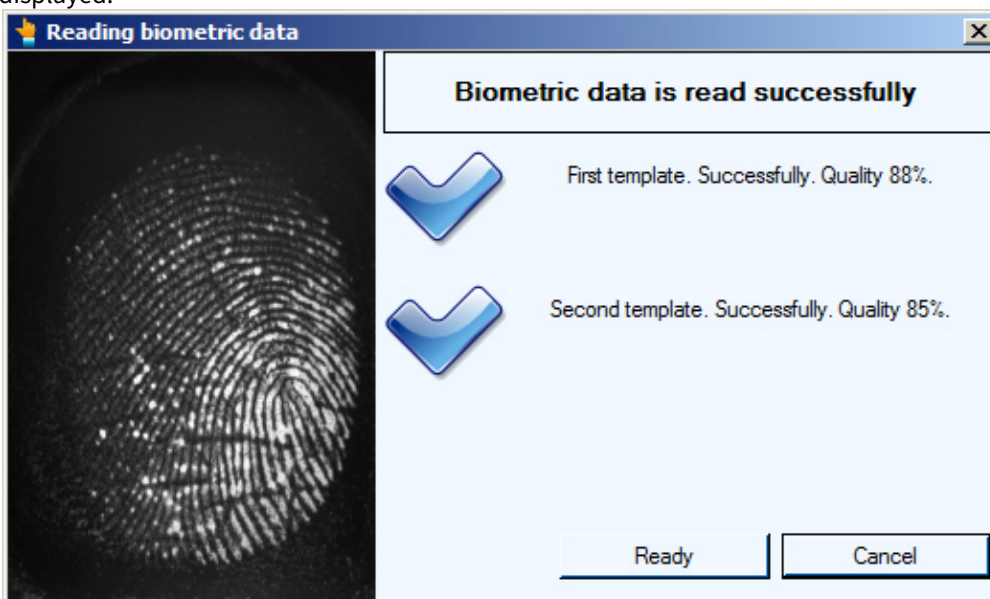 displayed.
Reading biometric data
Biometric data is read successfully
First template. Successfully. Quality 88%.
Second template. Successfully. Quality 85%.
Ready
Cancel